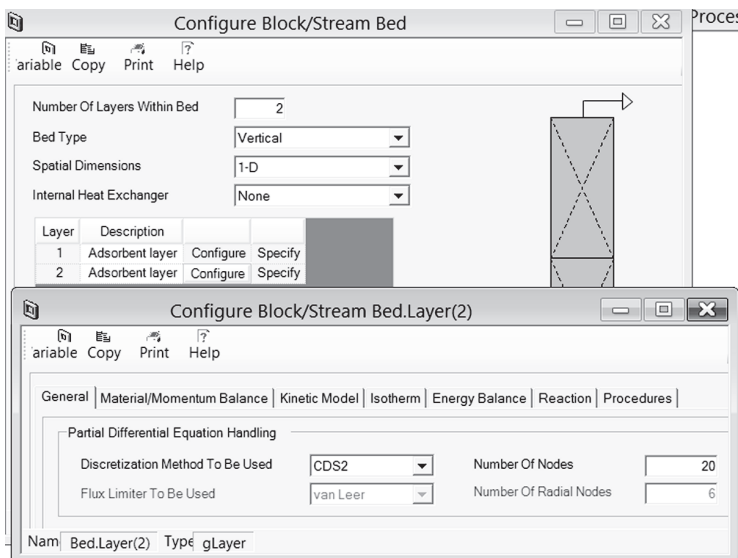 Configure Block/Stream Bed
Proces
ariable Copy Print Help
Number Of Layers Within Bed 2
Bed Type Vertical
Spatial Dimensions 1-D
Internal Heat Exchanger None
Layer Description
1 Adsorbent layer Configure Specify
2 Adsorbent layer Configure Specify
Configure Block/Stream Bed.Layer(2)
ariable Copy Print Help
General Material/Momentum Balance Kinetic Model Isotherm Energy Balance Reaction Procedures
Partial Differential Equation Handling
Discretization Method To Be Used CDS2 Number Of Nodes 20
Flux Limiter To Be Used van Leer Number Of Radial Nodes 6
Nam Bed.Layer(2) Type gLayer